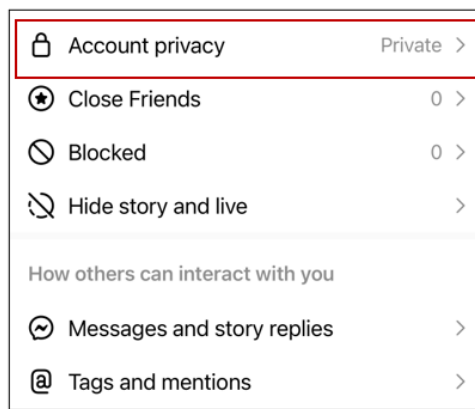 Account privacy Private
Close Friends 0
Blocked 0
Hide story and live
How others can interact with you
Messages and story replies
Tags and mentions